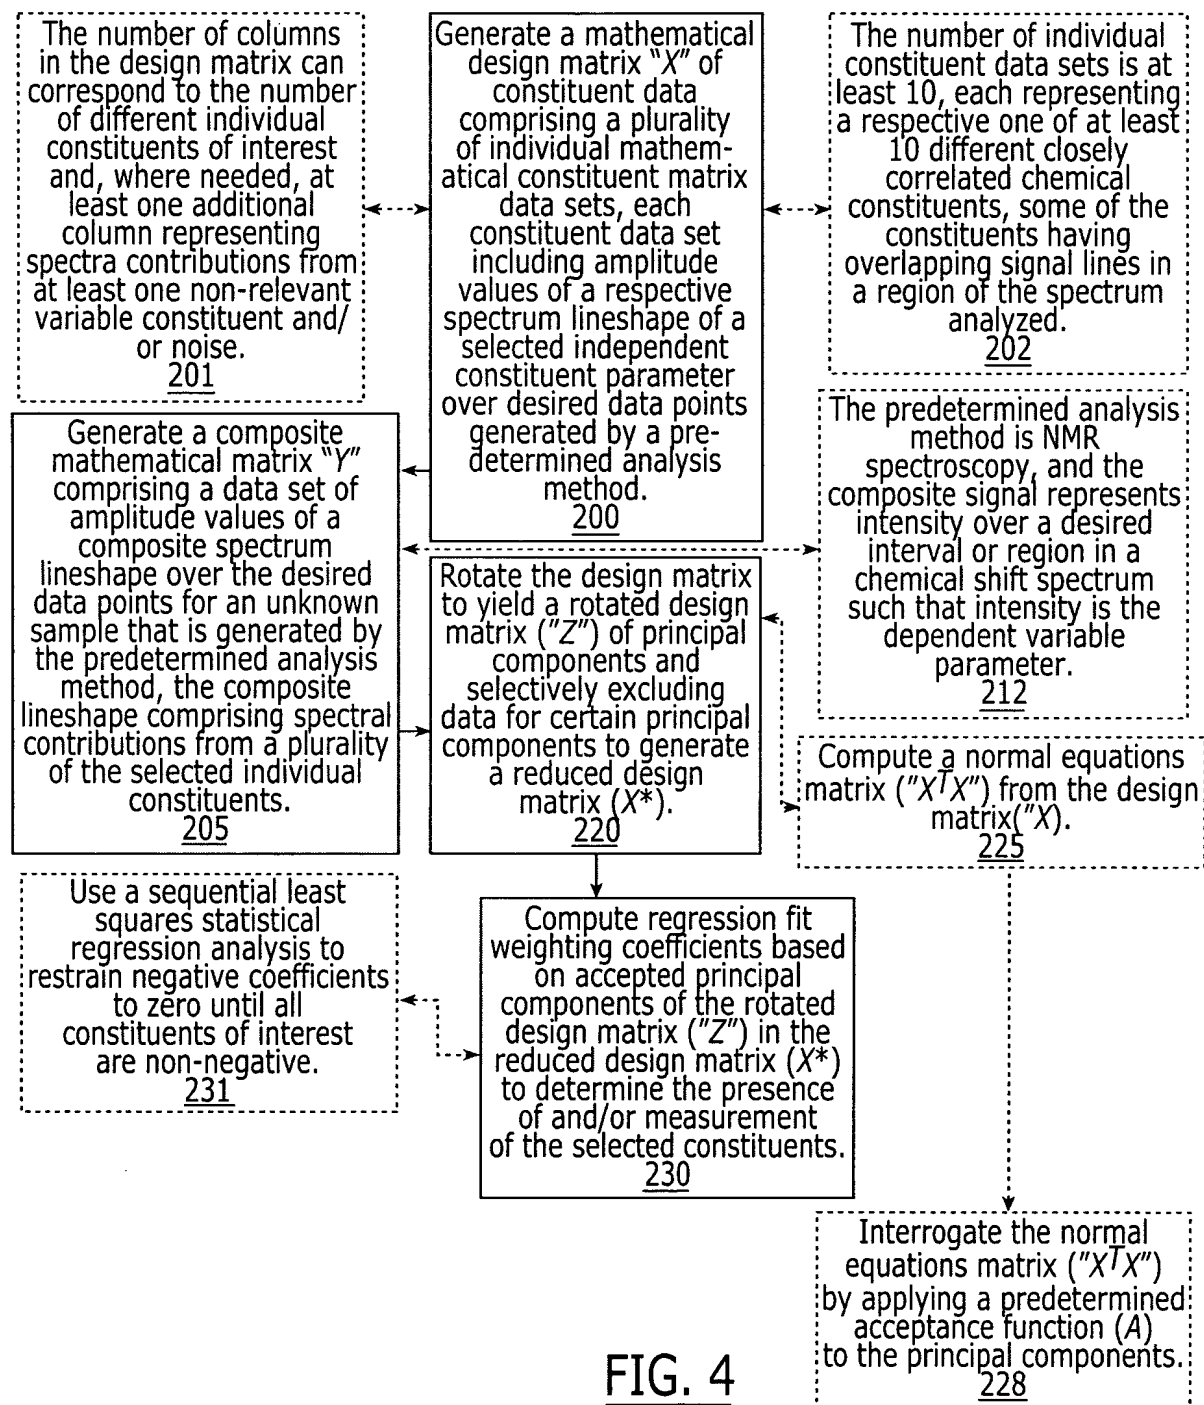 The number of columns
in the design matrix can
correspond to the number
of different individual
constituents of interest
and, where needed, at
least one additional
column representing
spectra contributions from
at least one non-relevant
variable constituent and/
or noise.
201
Generate a mathematical
design matrix "X" of
constituent data
comprising a plurality
of individual mathem-
atical constituent matrix
data sets, each
constituent data set
including amplitude
values of a respective
spectrum lineshape of a
selected independent
constituent parameter
over desired data points
generated by a pre-
determined analysis
method.
200
The number of individual
constituent data sets is at
least 10, each representing
a respective one of at least
10 different closely
correlated chemical
constituents, some of the
constituents having
overlapping signal lines in
a region of the spectrum
analyzed.
202
Generate a composite
mathematical matrix "Y"
comprising a data set of
amplitude values of a
composite spectrum
lineshape over the desired
data points for an unknown
sample that is generated by
the predetermined analysis
method, the composite
lineshape comprising spectral
contributions from a plurality
of the selected individual
constituents.
205
The predetermined analysis
method is NMR
spectroscopy, and the
composite signal represents
intensity over a desired
interval or region in a
chemical shift spectrum
such that intensity is the
dependent variable
parameter.
212
Rotate the design matrix
to yield a rotated design
matrix ("Z") of principal
components and
selectively excluding
data for certain principal
components to generate
a reduced design
matrix (X*).
220
Compute a normal equations
matrix ("XᵀX") from the design
matrix("X).
225
Use a sequential least
squares statistical
regression analysis to
restrain negative coefficients
to zero until all
constituents of interest
are non-negative.
231
Compute regression fit
weighting coefficients based
on accepted principal
components of the rotated
design matrix ("Z") in the
reduced design matrix (X*)
to determine the presence
of and/or measurement
of the selected constituents.
230
Interrogate the normal
equations matrix ("XᵀX")
by applying a predetermined
acceptance function (A)
to the principal components.
228
FIG. 4